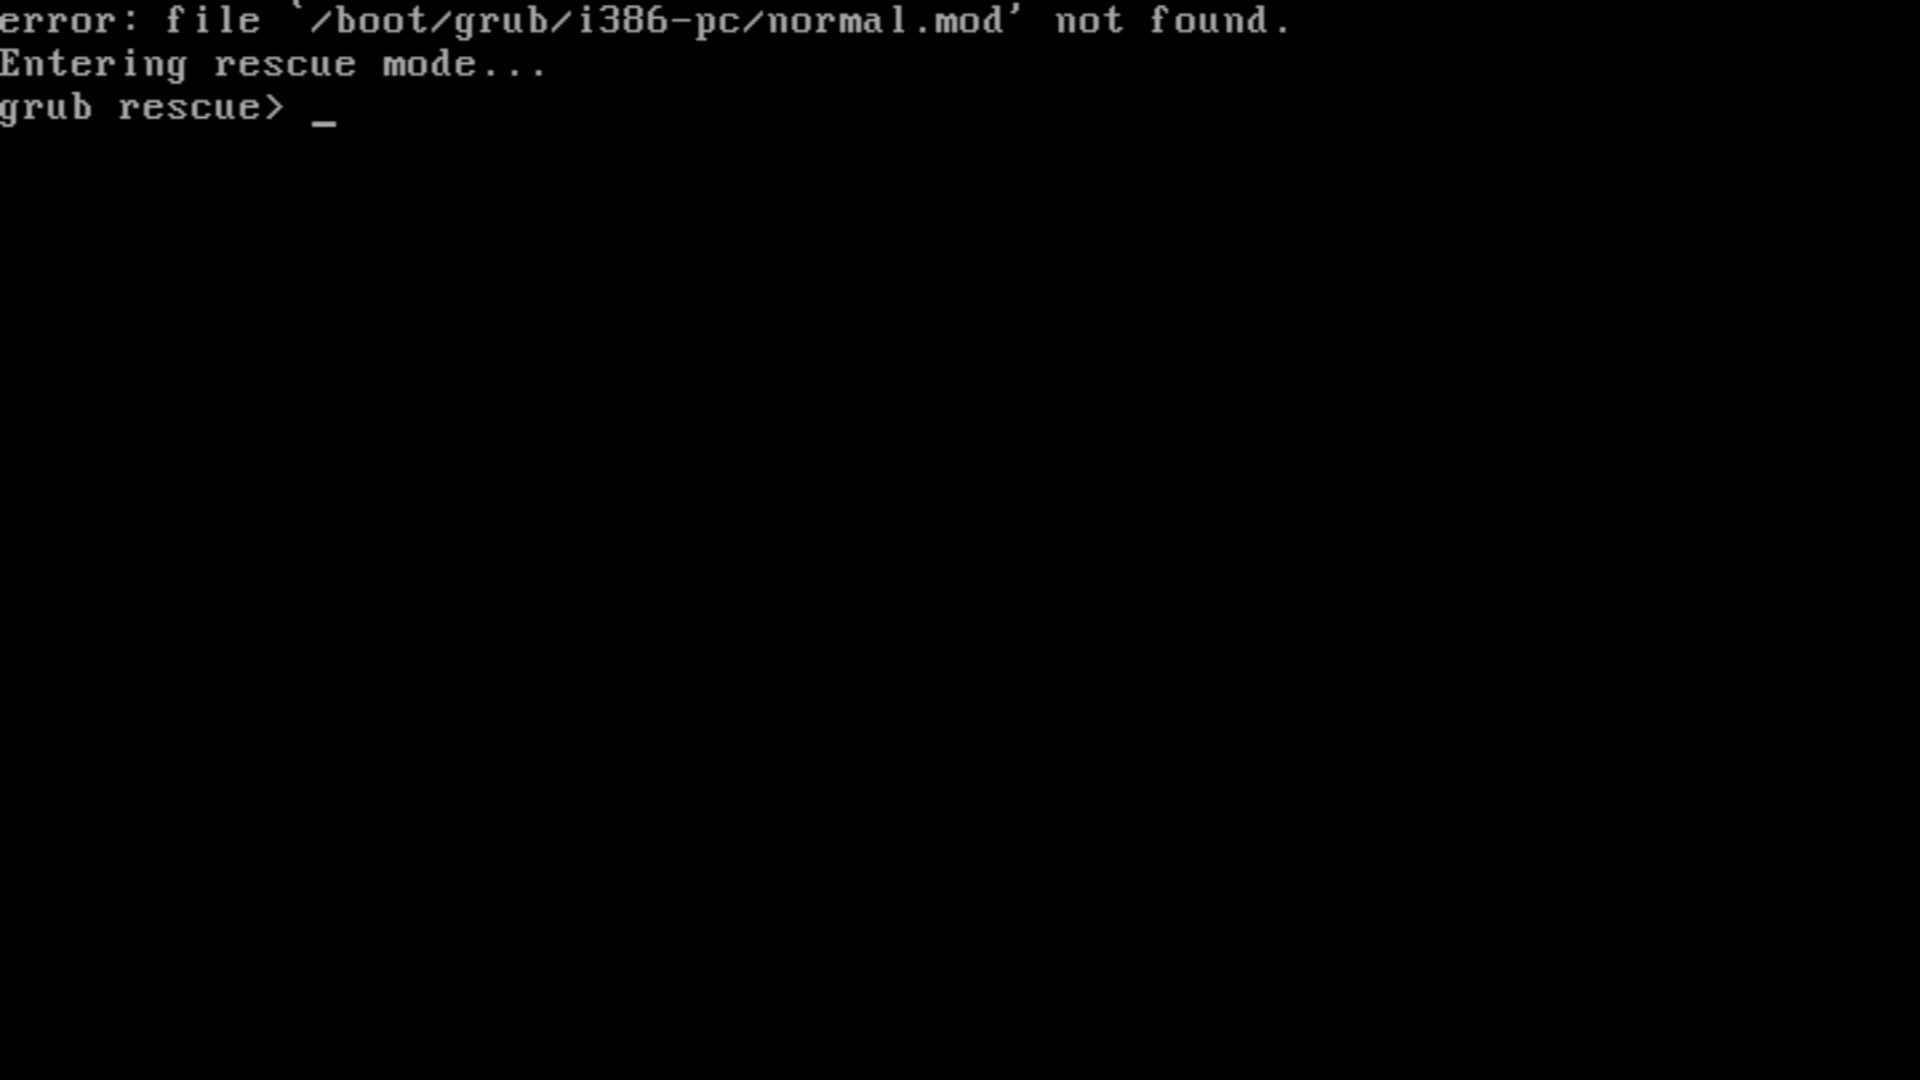 error: file `/boot/grub/i386-pc/normal.mod' not found.
Entering rescue mode...
grub rescue> _